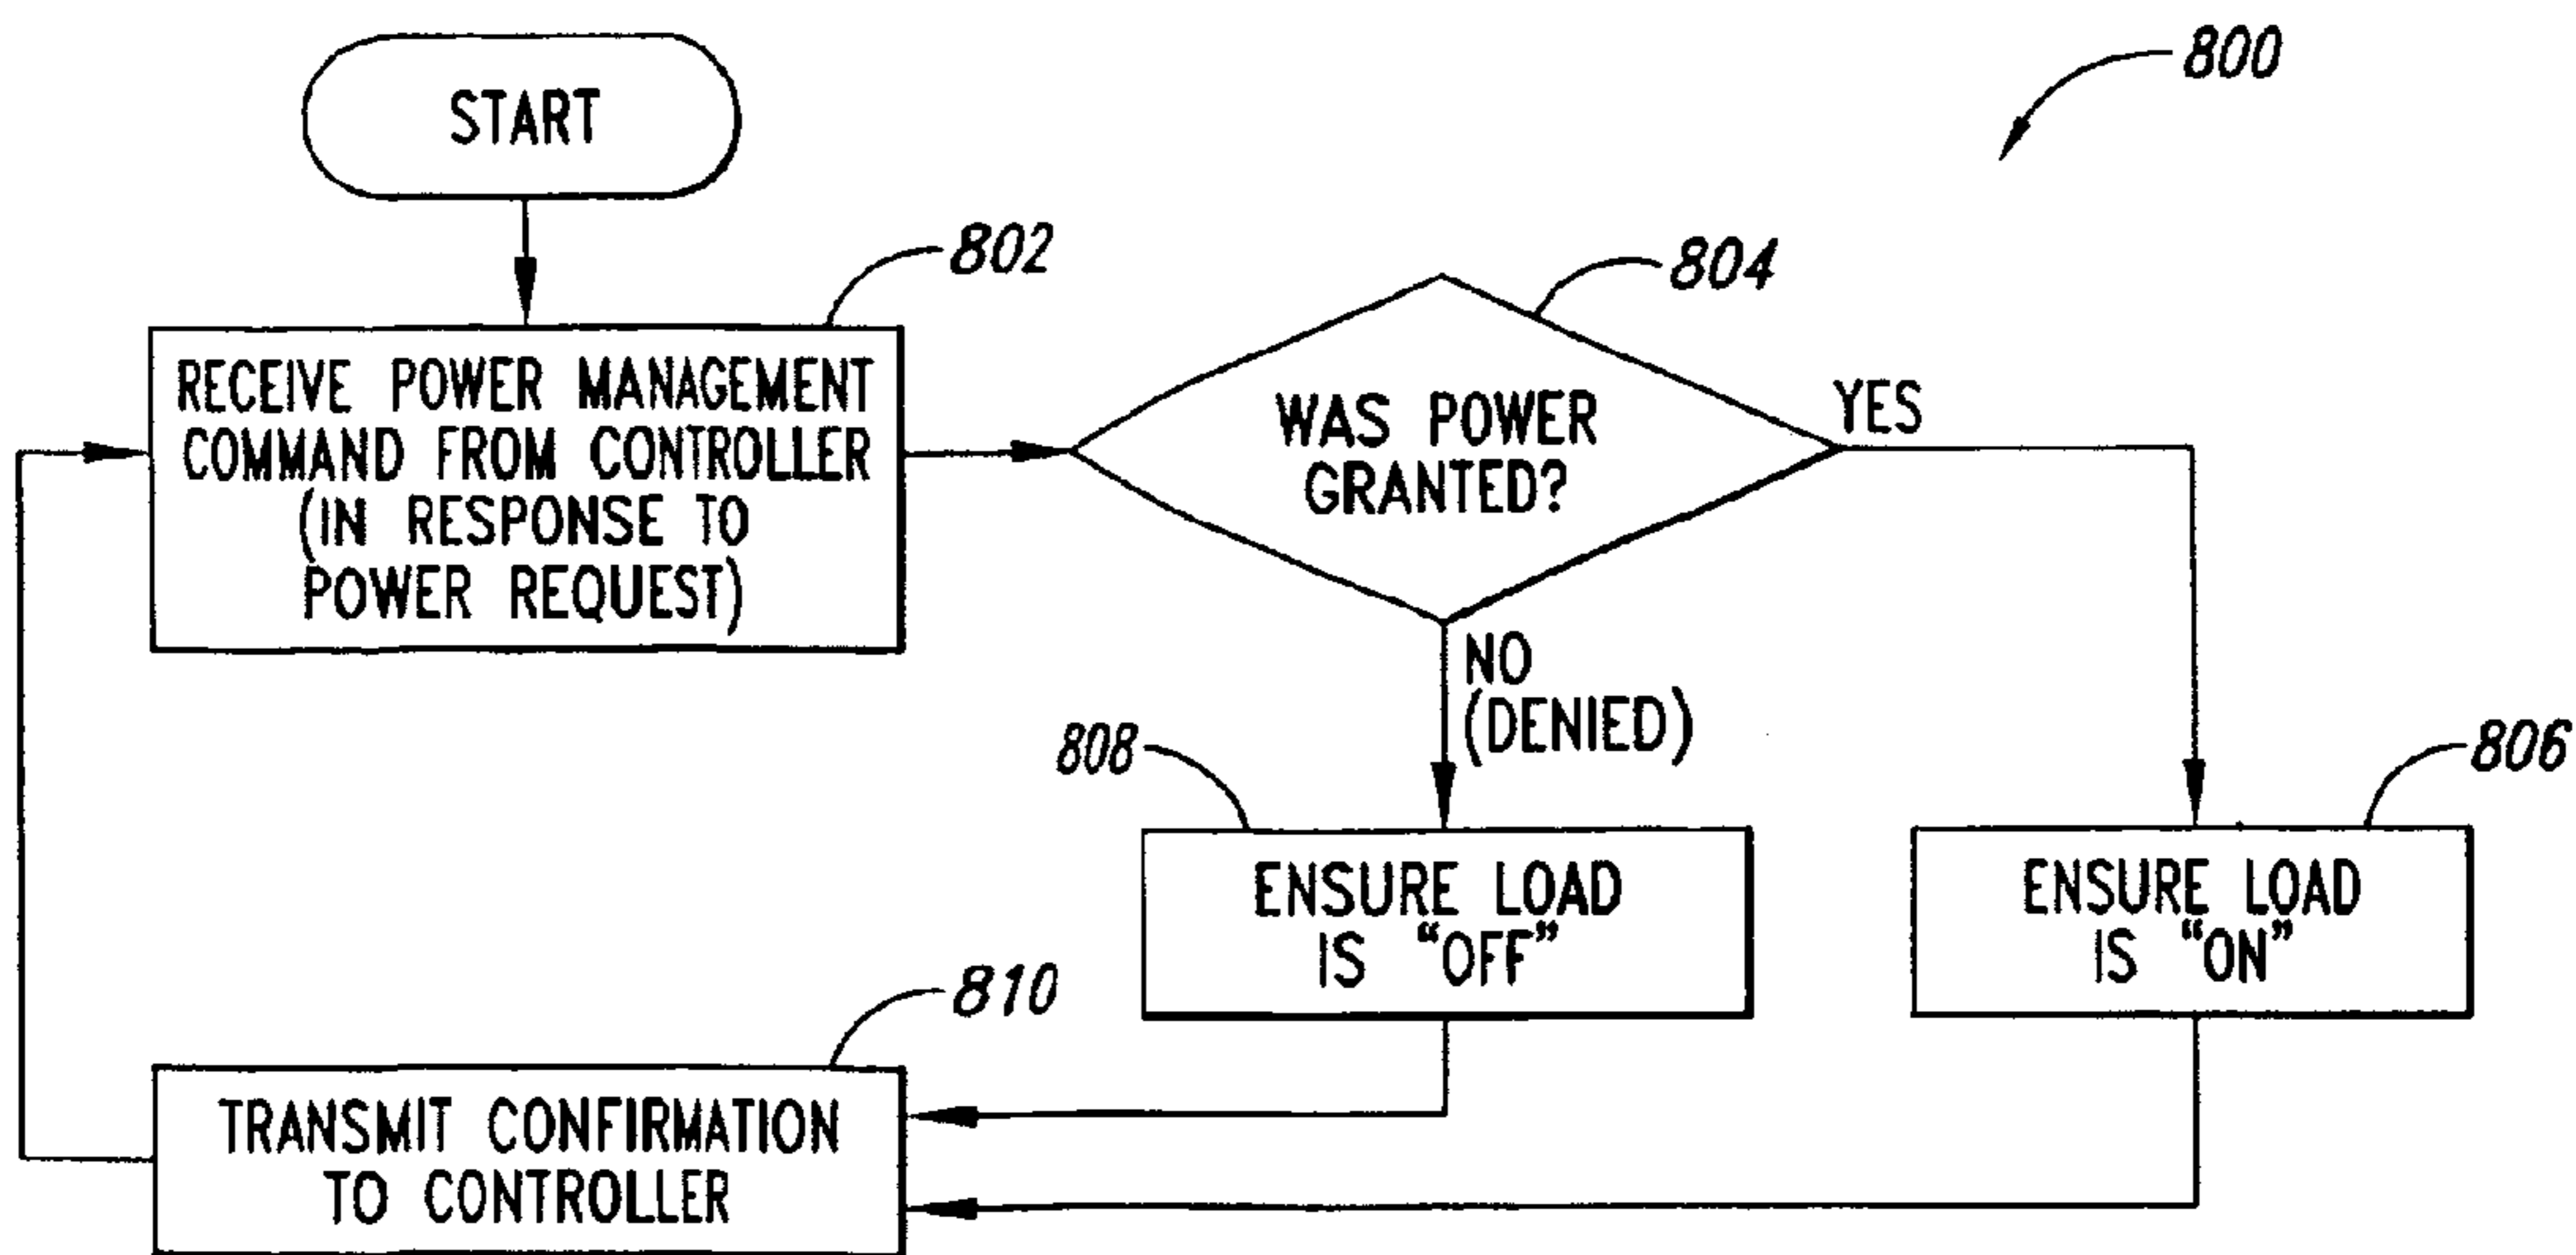 800
START
802
RECEIVE POWER MANAGEMENT
COMMAND FROM CONTROLLER
(IN RESPONSE TO
POWER REQUEST)
804
WAS POWER
GRANTED?
YES
NO
(DENIED)
808
ENSURE LOAD
IS “OFF”
806
ENSURE LOAD
IS “ON”
810
TRANSMIT CONFIRMATION
TO CONTROLLER